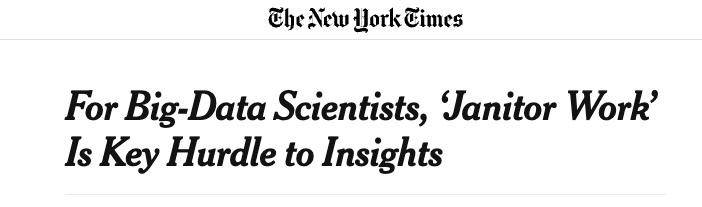 The New York Times
For Big-Data Scientists, ‘Janitor Work’
Is Key Hurdle to Insights